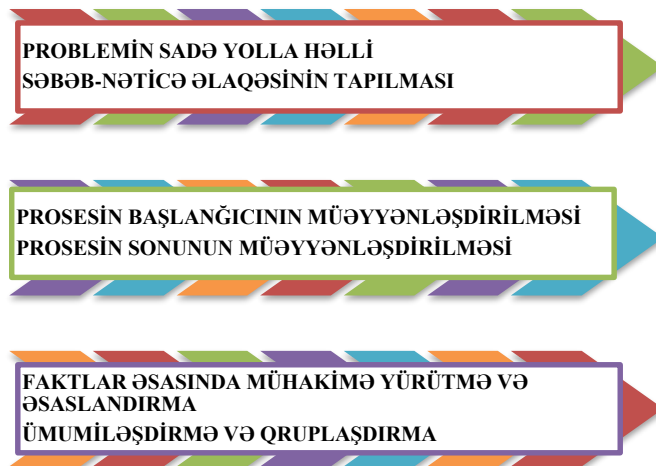 PROBLEMİN SADƏ YOLLA HƏLLİ
SƏBƏB-NƏTİCƏ ƏLAQƏSİNİN TAPILMASI
PROSESİN BAŞLANĞICININ MÜƏYYƏNLƏŞDİRİLMƏSİ
PROSESİN SONUNUN MÜƏYYƏNLƏŞDİRİLMƏSİ
FAKTLAR ƏSASINDA MÜHAKİMƏ YÜRÜTMƏ VƏ
ƏSASLANDIRMA
ÜMUMİLƏŞDİRMƏ VƏ QRUPLAŞDIRMA